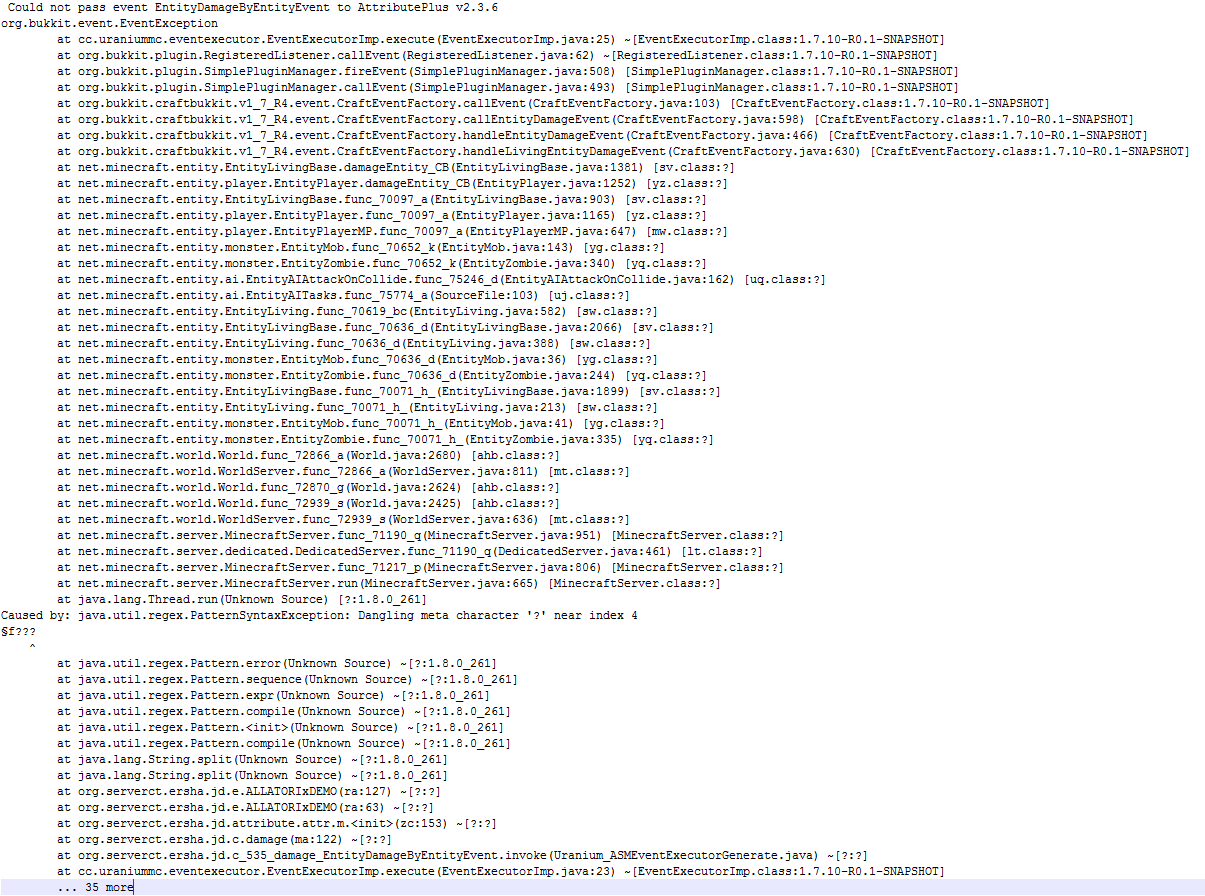 Could not pass event EntityDamageByEntityEvent to AttributePlus v2.3.6
org.bukkit.event.EventException
at cc.uraniummc.eventexecutor.EventExecutorImp.execute(EventExecutorImp.java:25) ~[EventExecutorImp.class:1.7.10-R0.1-SNAPSHOT]
at org.bukkit.plugin.RegisteredListener.callEvent(RegisteredListener.java:62) ~[RegisteredListener.class:1.7.10-R0.1-SNAPSHOT]
at org.bukkit.plugin.SimplePluginManager.fireEvent(SimplePluginManager.java:508) [SimplePluginManager.class:1.7.10-R0.1-SNAPSHOT]
at org.bukkit.plugin.SimplePluginManager.callEvent(SimplePluginManager.java:493) [SimplePluginManager.class:1.7.10-R0.1-SNAPSHOT]
at org.bukkit.craftbukkit.v1_7_R4.event.CraftEventFactory.callEvent(CraftEventFactory.java:103) [CraftEventFactory.class:1.7.10-R0.1-SNAPSHOT]
at org.bukkit.craftbukkit.v1_7_R4.event.CraftEventFactory.callEntityDamageEvent(CraftEventFactory.java:598) [CraftEventFactory.class:1.7.10-R0.1-SNAPSHOT]
at org.bukkit.craftbukkit.v1_7_R4.event.CraftEventFactory.handleEntityDamageEvent(CraftEventFactory.java:466) [CraftEventFactory.class:1.7.10-R0.1-SNAPSHOT]
at org.bukkit.craftbukkit.v1_7_R4.event.CraftEventFactory.handleLivingEntityDamageEvent(CraftEventFactory.java:630) [CraftEventFactory.class:1.7.10-R0.1-SNAPSHOT]
at net.minecraft.entity.EntityLivingBase.damageEntity_CB(EntityLivingBase.java:1381) [sv.class:?]
at net.minecraft.entity.player.EntityPlayer.damageEntity_CB(EntityPlayer.java:1252) [yz.class:?]
at net.minecraft.entity.EntityLivingBase.func_70097_a(EntityLivingBase.java:903) [sv.class:?]
at net.minecraft.entity.player.EntityPlayer.func_70097_a(EntityPlayer.java:1165) [yz.class:?]
at net.minecraft.entity.player.EntityPlayerMP.func_70097_a(EntityPlayerMP.java:647) [mw.class:?]
at net.minecraft.entity.monster.EntityMob.func_70652_k(EntityMob.java:143) [yg.class:?]
at net.minecraft.entity.monster.EntityZombie.func_70652_k(EntityZombie.java:340) [yq.class:?]
at net.minecraft.entity.ai.EntityAIAttackOnCollide.func_75246_d(EntityAIAttackOnCollide.java:162) [uq.class:?]
at net.minecraft.entity.ai.EntityAITasks.func_75774_a(SourceFile:103) [uj.class:?]
at net.minecraft.entity.EntityLiving.func_70619_bc(EntityLiving.java:582) [sw.class:?]
at net.minecraft.entity.EntityLivingBase.func_70636_d(EntityLivingBase.java:2066) [sv.class:?]
at net.minecraft.entity.EntityLiving.func_70636_d(EntityLiving.java:388) [sw.class:?]
at net.minecraft.entity.monster.EntityMob.func_70636_d(EntityMob.java:36) [yg.class:?]
at net.minecraft.entity.monster.EntityZombie.func_70636_d(EntityZombie.java:244) [yq.class:?]
at net.minecraft.entity.EntityLivingBase.func_70071_h_(EntityLivingBase.java:1899) [sv.class:?]
at net.minecraft.entity.EntityLiving.func_70071_h_(EntityLiving.java:213) [sw.class:?]
at net.minecraft.entity.monster.EntityMob.func_70071_h_(EntityMob.java:41) [yg.class:?]
at net.minecraft.entity.monster.EntityZombie.func_70071_h_(EntityZombie.java:335) [yq.class:?]
at net.minecraft.world.World.func_72866_a(World.java:2680) [ahb.class:?]
at net.minecraft.world.WorldServer.func_72866_a(WorldServer.java:811) [mt.class:?]
at net.minecraft.world.World.func_72870_g(World.java:2624) [ahb.class:?]
at net.minecraft.world.World.func_72939_s(World.java:2425) [ahb.class:?]
at net.minecraft.world.WorldServer.func_72939_s(WorldServer.java:636) [mt.class:?]
at net.minecraft.server.MinecraftServer.func_71190_q(MinecraftServer.java:951) [MinecraftServer.class:?]
at net.minecraft.server.dedicated.DedicatedServer.func_71190_q(DedicatedServer.java:461) [lt.class:?]
at net.minecraft.server.MinecraftServer.func_71217_p(MinecraftServer.java:806) [MinecraftServer.class:?]
at net.minecraft.server.MinecraftServer.run(MinecraftServer.java:665) [MinecraftServer.class:?]
at java.lang.Thread.run(Unknown Source) [?:1.8.0_261]
Caused by: java.util.regex.PatternSyntaxException: Dangling meta character '?' near index 4
§f???
^
at java.util.regex.Pattern.error(Unknown Source) ~[?:1.8.0_261]
at java.util.regex.Pattern.sequence(Unknown Source) ~[?:1.8.0_261]
at java.util.regex.Pattern.expr(Unknown Source) ~[?:1.8.0_261]
at java.util.regex.Pattern.compile(Unknown Source) ~[?:1.8.0_261]
at java.util.regex.Pattern.<init>(Unknown Source) ~[?:1.8.0_261]
at java.util.regex.Pattern.compile(Unknown Source) ~[?:1.8.0_261]
at java.lang.String.split(Unknown Source) ~[?:1.8.0_261]
at java.lang.String.split(Unknown Source) ~[?:1.8.0_261]
at org.serverct.ersha.jd.e.ALLATORIxDEMO(ra:127) ~[?:?]
at org.serverct.ersha.jd.e.ALLATORIxDEMO(ra:63) ~[?:?]
at org.serverct.ersha.jd.attribute.attr.m.<init>(zc:153) ~[?:?]
at org.serverct.ersha.jd.c.damage(ma:122) ~[?:?]
at org.serverct.ersha.jd.c_535_damage_EntityDamageByEntityEvent.invoke(Uranium_ASMEventExecutorGenerate.java) ~[?:?]
at cc.uraniummc.eventexecutor.EventExecutorImp.execute(EventExecutorImp.java:23) ~[EventExecutorImp.class:1.7.10-R0.1-SNAPSHOT]
... 35 more